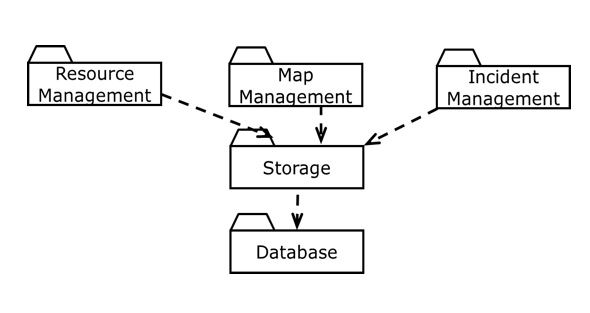 Resource
Management
Map
Management
Incident
Management
Storage
Database